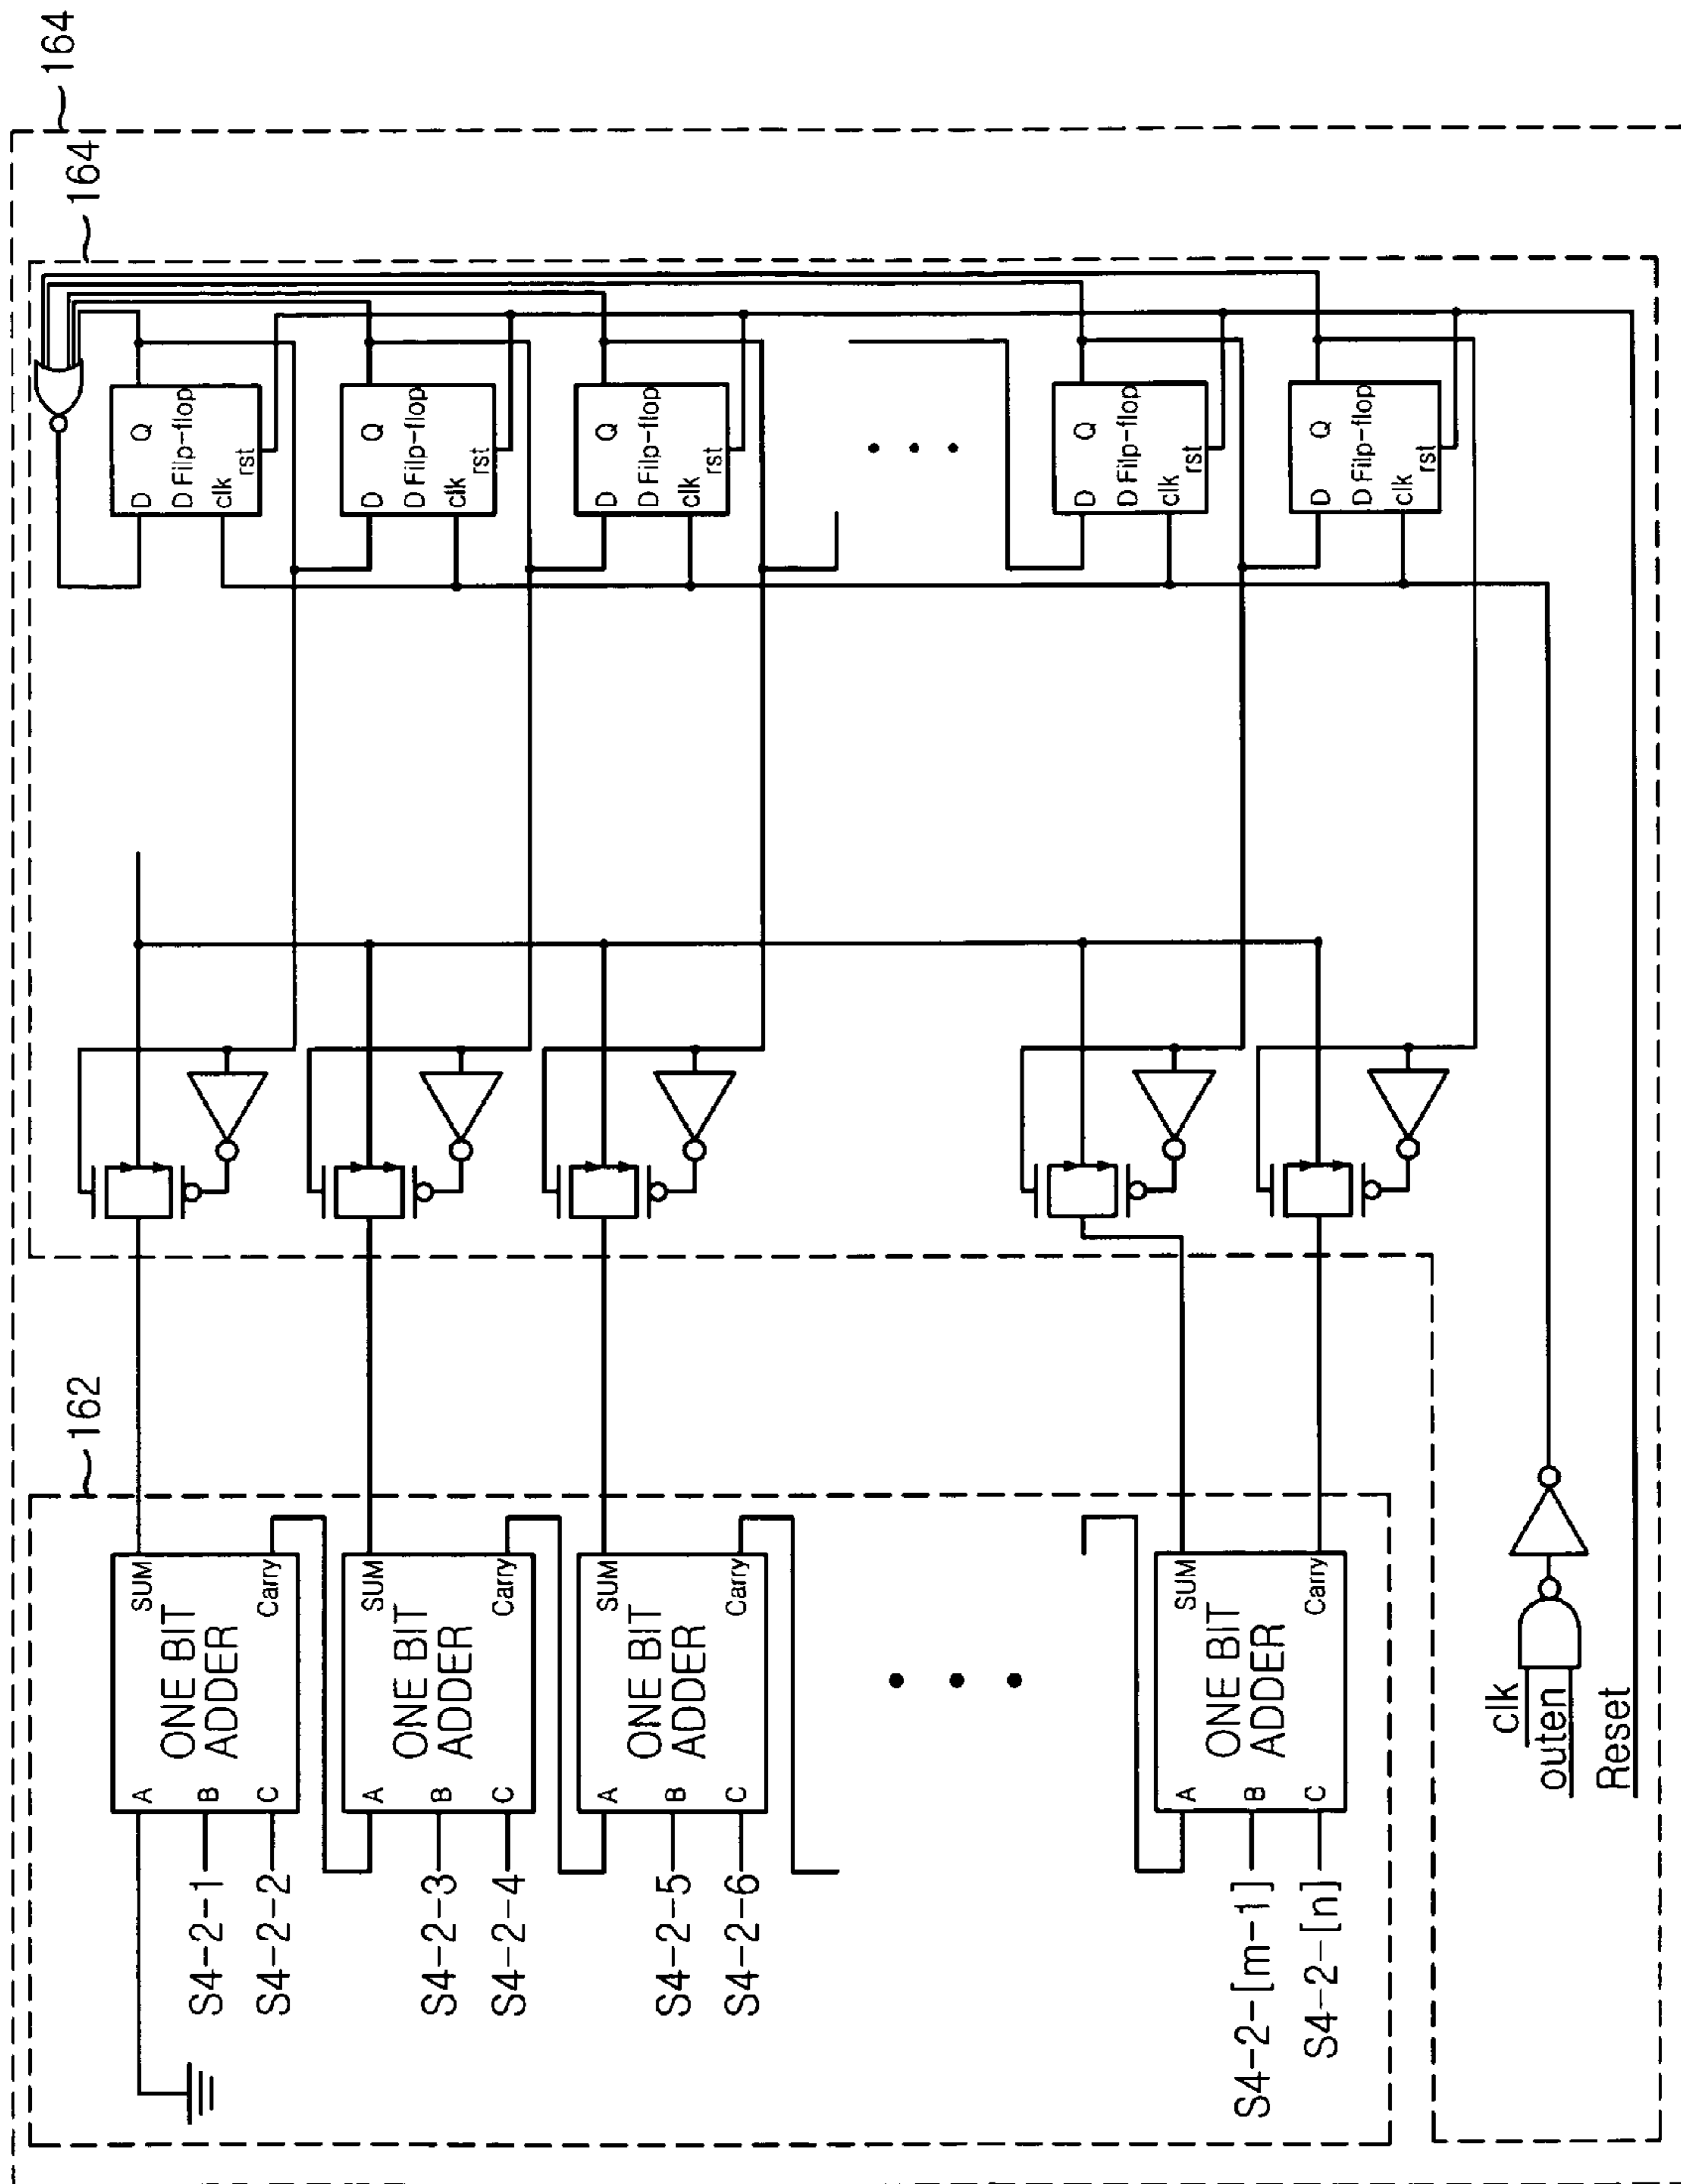 164
164
162
A
B
C
ONE BIT
ADDER
SUM
Carry
S4-2-1
S4-2-2
A
B
C
ONE BIT
ADDER
SUM
Carry
S4-2-3
S4-2-4
A
B
C
ONE BIT
ADDER
SUM
Carry
S4-2-5
S4-2-6
A
B
C
ONE BIT
ADDER
SUM
Carry
S4-2-[m-1]
S4-2-[n]
D Q
D Filp-flop
clk
rst
D Q
D Filp-flop
clk
rst
D Q
D Filp-flop
clk
rst
D Q
D Filp-flop
clk
rst
D Q
D Filp-flop
clk
rst
clk
outen
Reset